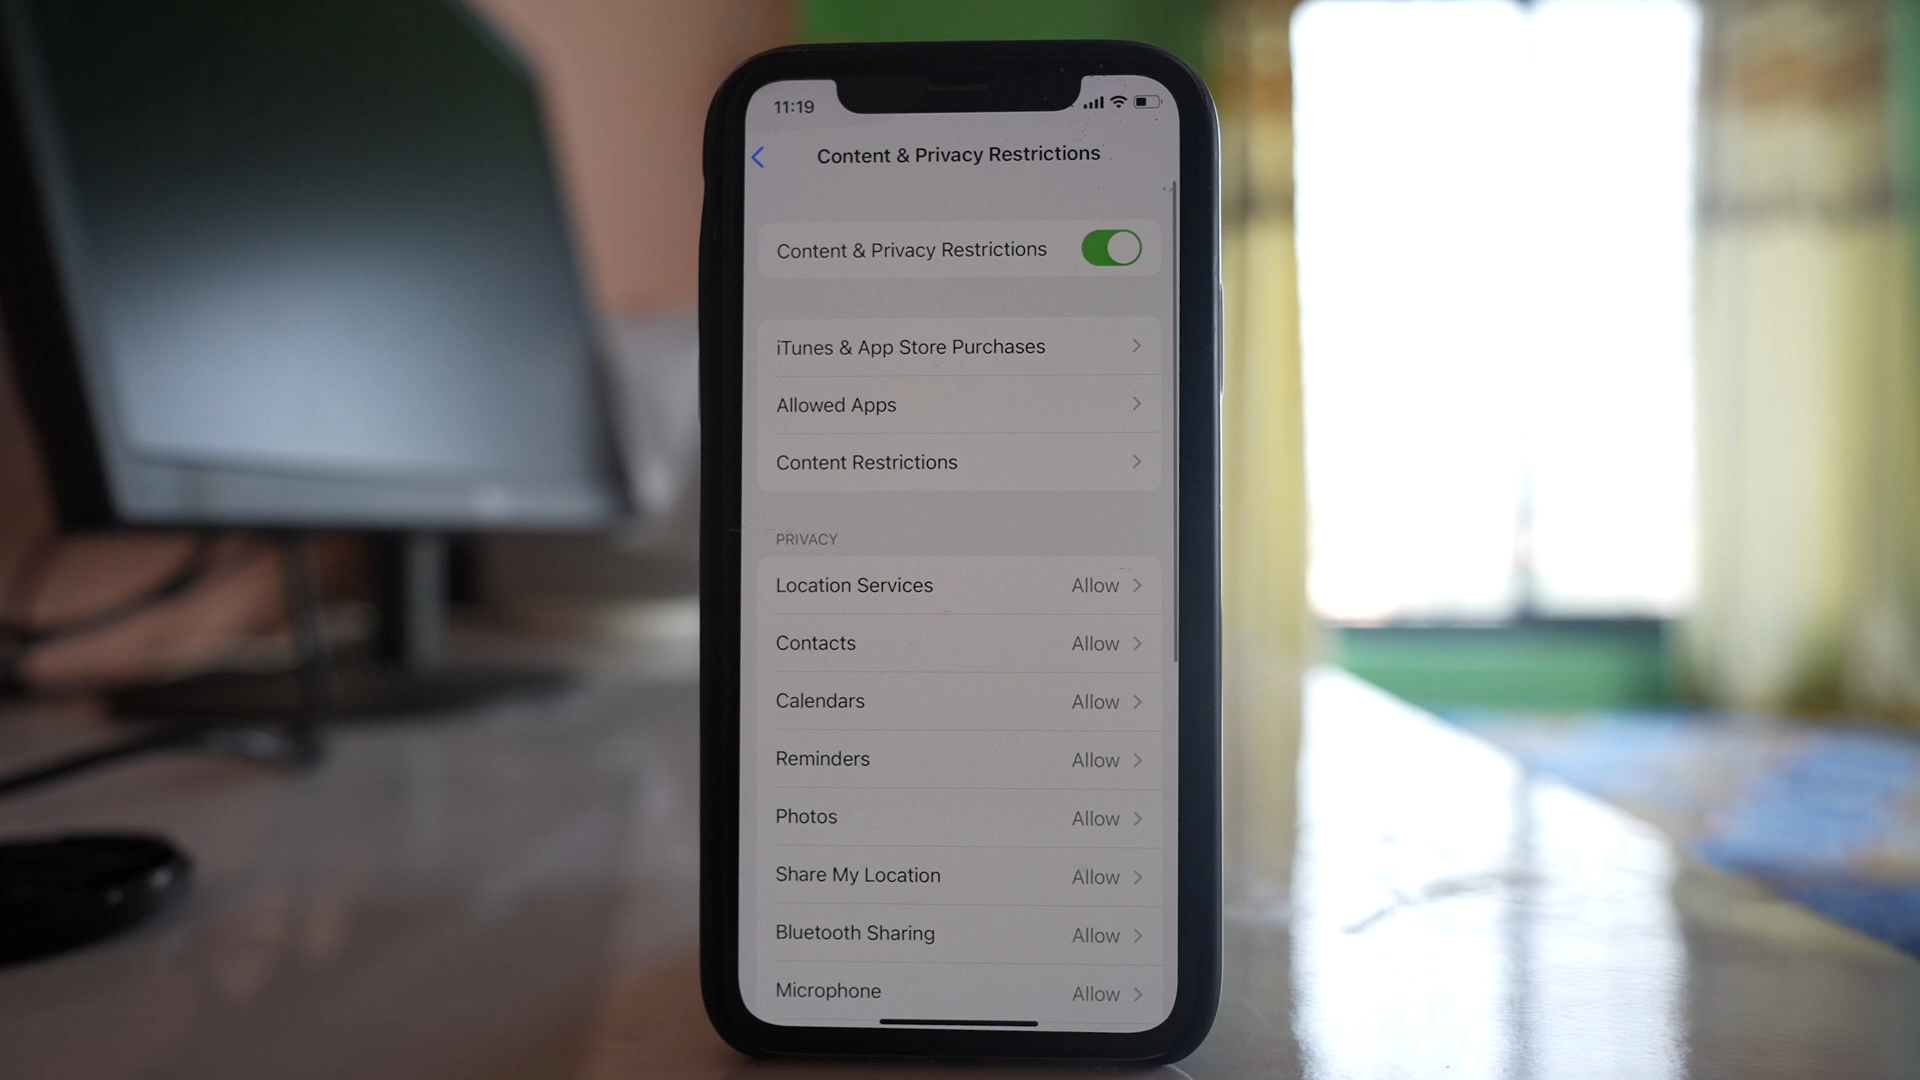 11:19
Content & Privacy Restrictions
Content & Privacy Restrictions
iTunes & App Store Purchases
Allowed Apps
Content Restrictions
PRIVACY
Location Services Allow
Contacts Allow
Calendars Allow
Reminders Allow
Photos Allow
Share My Location Allow
Bluetooth Sharing Allow
Microphone Allow